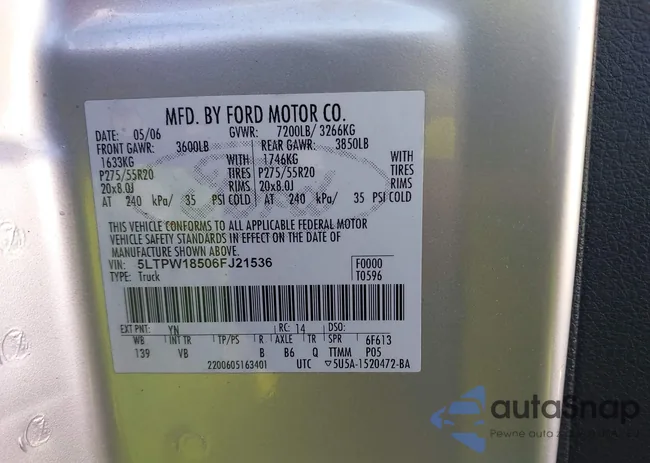 MFD. BY FORD MOTOR CO.
DATE: 05/06 GVWR: 7200LB/ 3266KG
FRONT GAWR: 3600LB REAR GAWR: 3850LB
1633KG WITH 1746KG WITH
P275/55R20 TIRES P275/55R20 TIRES
20x8.0J RIMS 20x8.0J RIMS
AT 240 kPa/ 35 PSI COLD AT 240 kPa/ 35 PSI COLD
THIS VEHICLE CONFORMS TO ALL APPLICABLE FEDERAL MOTOR
VEHICLE SAFETY STANDARDS IN EFFECT ON THE DATE OF
MANUFACTURE SHOWN ABOVE.
VIN: 5LTPW18506FJ21536 F0000
TYPE: Truck T0596
EXT PNT: YN RC: 14 DSO:
WB INT TR TP/PS R AXLE TR SPR 6F613
139 VB B B6 Q TTMM P05
2200605163401 UTC ▽5U5A-1520472-BA
Ford
autoSnap
Pewne auto z